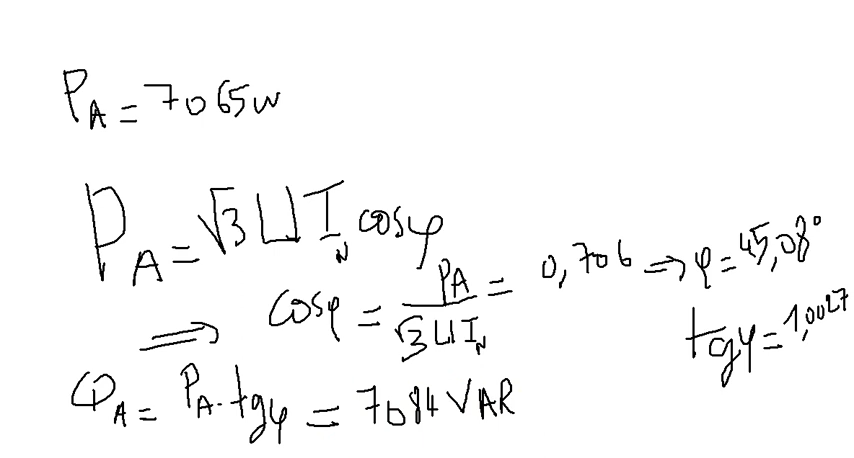 P_A = 7065 W
P_A = √3 U I_N cosφ
⟹ cosφ = P_A / √3 U I_N = 0,706 ⟹ φ = 45,08°
tgφ = 1,0027
Q_A = P_A . tgφ = 7084 VAR